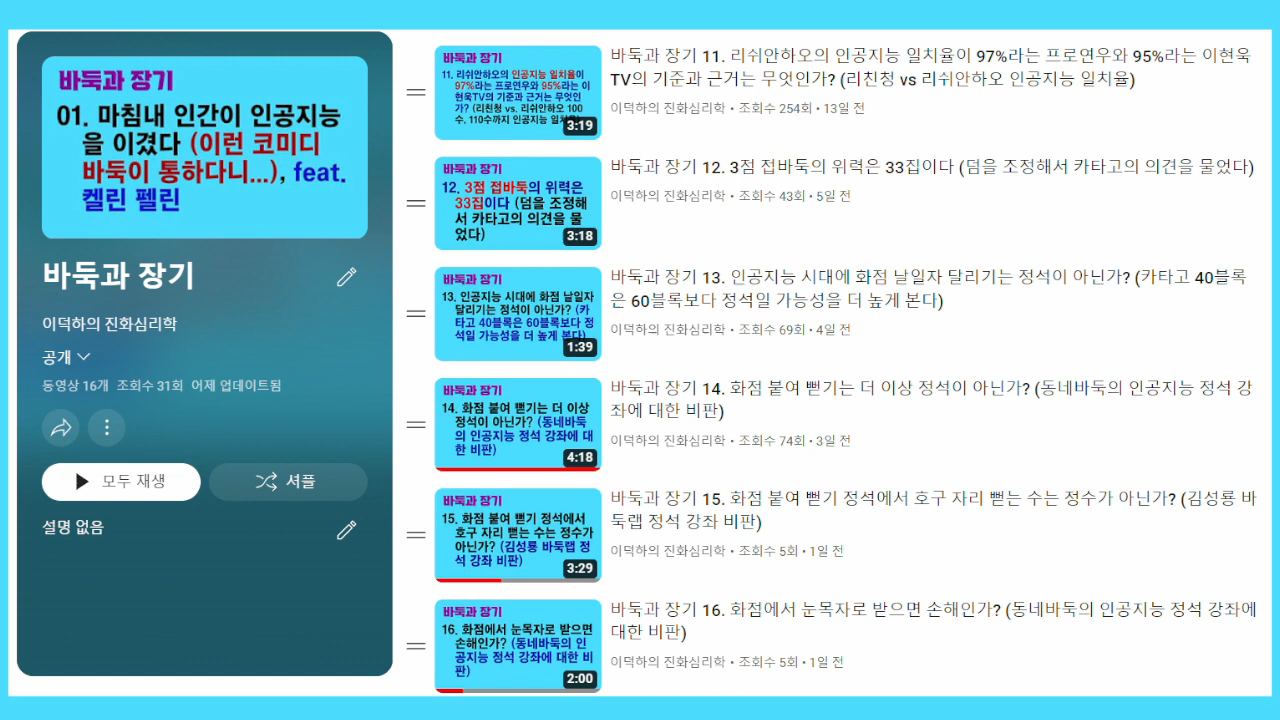 바둑과 장기
01. 마침내 인간이 인공지능
을 이겼다 (이런 코미디
바둑이 통하다니...), feat.
켈린 펠린
바둑과 장기
이덕하의 진화심리학
공개
동영상 16개 조회수 31회 어제 업데이트됨
모두 재생
셔플
설명 없음
바둑과 장기
11. 리쉬안하오의 인공지능 일치율이
97%라는 프로연우와 95%라는 이
현욱TV의 기준과 근거는 무엇인
가? (리친청 vs. 리쉬안하오 100
수, 110수까지 인공지능 일치율)
3:19
바둑과 장기 11. 리쉬안하오의 인공지능 일치율이 97%라는 프로연우와 95%라는 이현욱
TV의 기준과 근거는 무엇인가? (리친청 vs 리쉬안하오 인공지능 일치율)
이덕하의 진화심리학 • 조회수 254회 • 13일 전
바둑과 장기
12. 3점 접바둑의 위력은
33집이다 (덤을 조정해
서 카타고의 의견을 물
었다)
3:18
바둑과 장기 12. 3점 접바둑의 위력은 33집이다 (덤을 조정해서 카타고의 의견을 물었다)
이덕하의 진화심리학 • 조회수 43회 • 5일 전
바둑과 장기
13. 인공지능 시대에 화점 날일자
달리기는 정석이 아닌가? (카
타고 40블록은 60블록보다 정
석일 가능성을 더 높게 본다)
1:39
바둑과 장기 13. 인공지능 시대에 화점 날일자 달리기는 정석이 아닌가? (카타고 40블록
은 60블록보다 정석일 가능성을 더 높게 본다)
이덕하의 진화심리학 • 조회수 69회 • 4일 전
바둑과 장기
14. 화점 붙여 뻗기는 더 이상
정석이 아닌가? (동네바둑
의 인공지능 정석 강좌에 대
한 비판)
4:18
바둑과 장기 14. 화점 붙여 뻗기는 더 이상 정석이 아닌가? (동네바둑의 인공지능 정석 강
좌에 대한 비판)
이덕하의 진화심리학 • 조회수 74회 • 3일 전
바둑과 장기
15. 화점 붙여 뻗기 정석에서
호구 자리 뻗는 수는 정수가
아닌가? (김성룡 바둑랩 정
석 강좌 비판)
3:29
바둑과 장기 15. 화점 붙여 뻗기 정석에서 호구 자리 뻗는 수는 정수가 아닌가? (김성룡 바
둑랩 정석 강좌 비판)
이덕하의 진화심리학 • 조회수 5회 • 1일 전
바둑과 장기
16. 화점에서 눈목자로 받으면
손해인가? (동네바둑의 인
공지능 정석 강좌에 대한 비
판)
2:00
바둑과 장기 16. 화점에서 눈목자로 받으면 손해인가? (동네바둑의 인공지능 정석 강좌에
대한 비판)
이덕하의 진화심리학 • 조회수 5회 • 1일 전